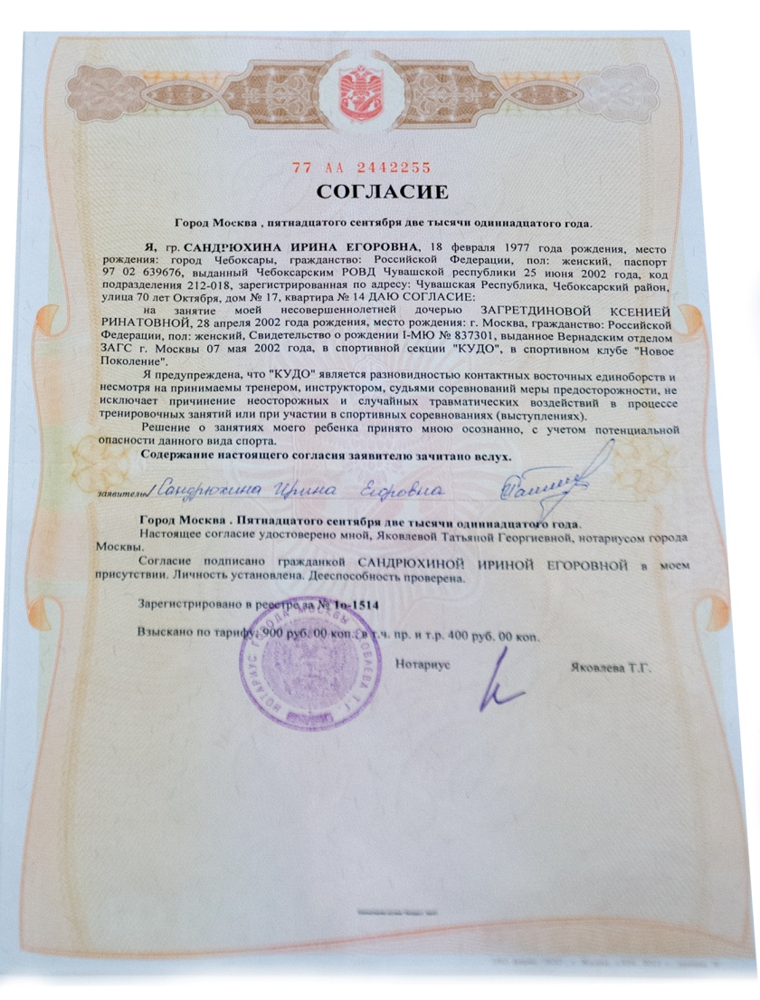 77 АА 2442255
СОГЛАСИЕ
Город Москва , пятнадцатого сентября две тысячи одиннадцатого года.
Я, гр. САНДРЮХИНА ИРИНА ЕГОРОВНА, 18 февраля 1977 года рождения, место
рождения: город Чебоксары, гражданство: Российской Федерации, пол: женский, паспорт
97 02 639676, выданный Чебоксарским РОВД Чувашской республики 25 июня 2002 года, код
подразделения 212-018, зарегистрированная по адресу: Чувашская Республика, Чебоксарский район,
улица 70 лет Октября, дом № 17, квартира № 14 ДАЮ СОГЛАСИЕ:
на занятие моей несовершеннолетней дочерью ЗАГРЕТДИНОВОЙ КСЕНИЕЙ
РИНАТОВНОЙ, 28 апреля 2002 года рождения, место рождения: г. Москва, гражданство: Российской
Федерации, пол: женский, Свидетельство о рождении I-МЮ № 837301, выданное Вернадским отделом
ЗАГС г. Москвы 07 мая 2002 года, в спортивной секции "КУДО", в спортивном клубе "Новое
Поколение".
Я предупреждена, что "КУДО" является разновидностью контактных восточных единоборств и
несмотря на принимаемы тренером, инструктором, судьями соревнований меры предосторожности, не
исключает причинение неосторожных и случайных травматических воздействий в процессе
тренировочных занятий или при участии в спортивных соревнованиях (выступлениях).
Решение о занятиях моего ребенка принято мною осознанно, с учетом потенциальной
опасности данного вида спорта.
Содержание настоящего согласия заявителю зачитано вслух.
заявитель/ Сандрюхина Ирина Егоровна
Город Москва . Пятнадцатого сентября две тысячи одиннадцатого года.
Настоящее согласие удостоверено мной, Яковлевой Татьяной Георгиевной, нотариусом города
Москвы.
Согласие подписано гражданкой САНДРЮХИНОЙ ИРИНОЙ ЕГОРОВНОЙ в моем
присутствии. Личность установлена. Дееспособность проверена.
Зарегистрировано в реестре за № 1о-1514
Взыскано по тарифу: 900 руб. 00 коп., в т.ч. пр. и т.р. 400 руб. 00 коп.
НОТАРИУС ГОРОДА МОСКВЫ ЯКОВЛЕВА Т.Г.
Нотариус Яковлева Т.Г.